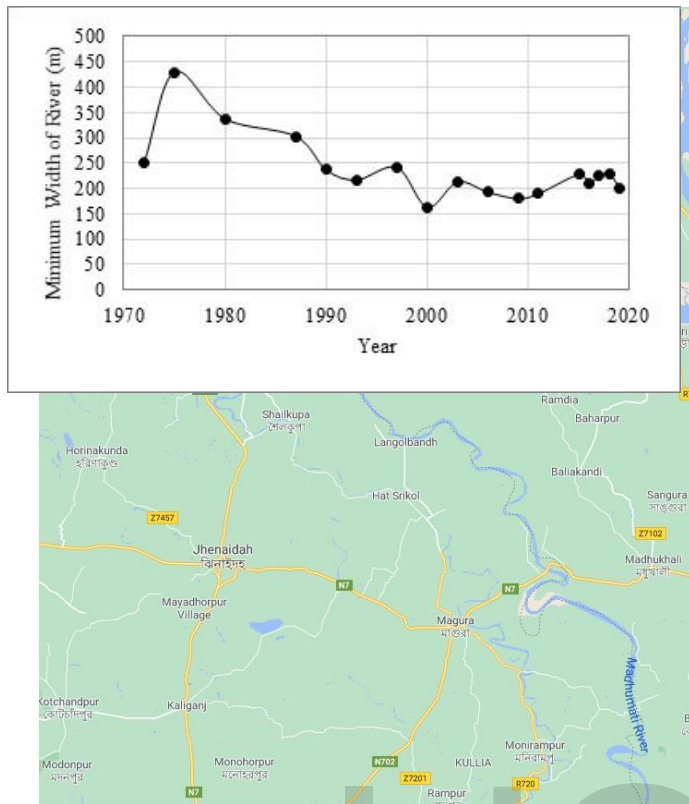 500
450
400
350
300
250
200
150
100
50
0
Minimum Width of River (m)
1970 1980 1990 2000 2010 2020
Year
Shailkupa
শৈলকুপা
Ramdia
Baharpur
Langolbandh
Horinakunda
হরিণাকুণ্ডু
Baliakandi
Hat Srikol
Sangura
সাঙ্গুরা
Z7457
Z7102
Jhenaidah
ঝিনাইদহ
Madhukhali
মধুখালী
N7
N7
Mayadhorpur
Village
Magura
মাগুরা
Madhumati River
Kotchandpur
কোটচাঁদপুর
Kaliganj
Monirampur
মনিরামপু
Modonpur
মদনপুর
Monohorpur
মনোহরপুর
N702
KULLIA
Z7201
N7
Rampur
R720